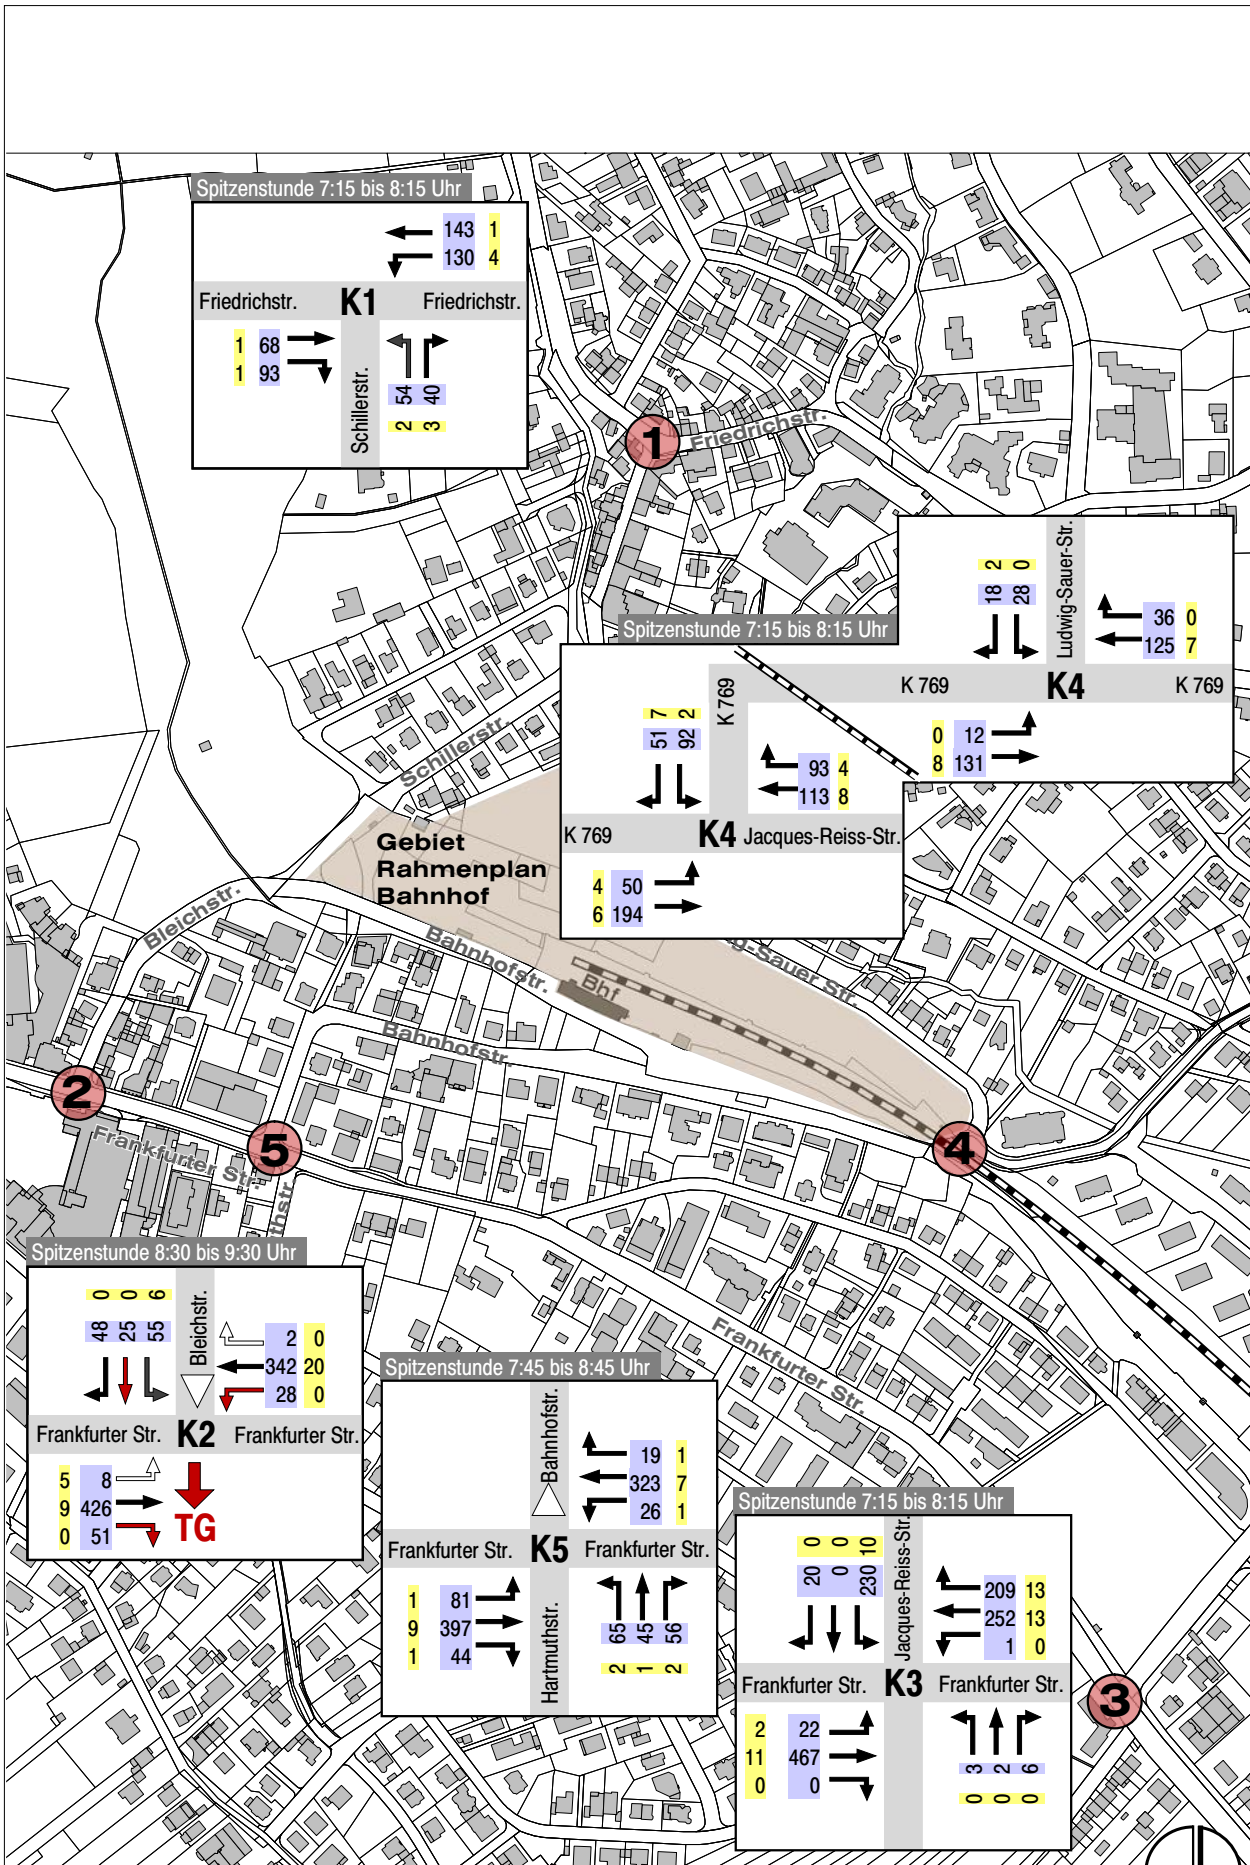 Spitzenstunde 7:15 bis 8:15 Uhr
143 1
130 4
Friedrichstr. K1 Friedrichstr.
1 68
1 93
Schillerstr.
54 40
2 3
1
Friedrichstr.
Ludwig-Sauer-Str.
2 0
18 28
36 0
125 7
K 769 K4 K 769
0 12
8 131
Spitzenstunde 7:15 bis 8:15 Uhr
K 769
7 2
51 92
93 4
113 8
K 769 K4 Jacques-Reiss-Str.
4 50
6 194
Schillerstr.
Gebiet
Rahmenplan
Bahnhof
Bleichstr.
Bahnhofstr.
g-Sauer Str.
Bhf
Bahnhofstr.
2
5
4
Frankfurter Str.
thstr.
Spitzenstunde 8:30 bis 9:30 Uhr
0 0 6
48 25 55
Bleichstr.
2 0
342 20
28 0
Frankfurter Str. K2 Frankfurter Str.
5 8
9 426
0 51
TG
Frankfurter Str.
Spitzenstunde 7:45 bis 8:45 Uhr
Bahnhofstr.
19 1
323 7
26 1
Frankfurter Str. K5 Frankfurter Str.
1 81
9 397
1 44
Hartmuthstr.
65 45 56
2 1 2
Spitzenstunde 7:15 bis 8:15 Uhr
0 0 10
20 0 230
Jacques-Reiss-Str.
209 13
252 13
1 0
Frankfurter Str. K3 Frankfurter Str.
2 22
11 467
0 0
3 2 6
0 0 0
3